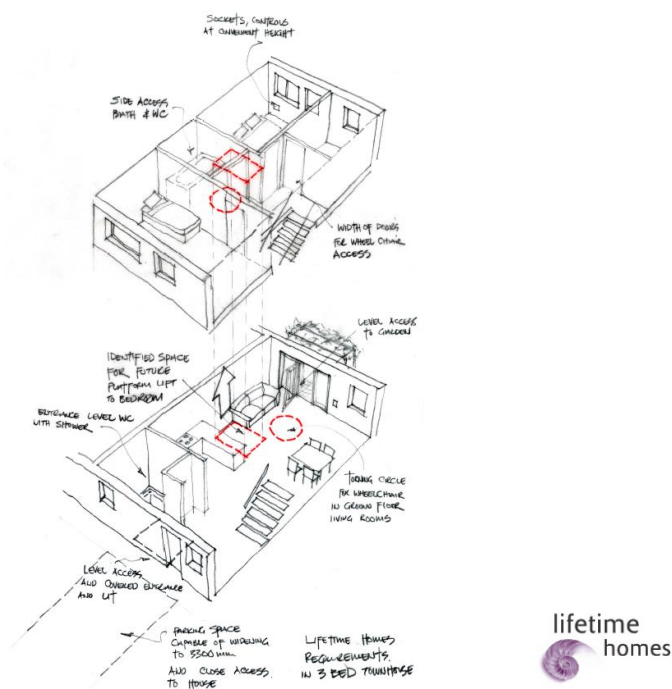 SOCKETS, CONTROLS
AT CONVENIENT HEIGHT
SIDE ACCESS
BATH & WC
WIDTH OF DOORS
FOR WHEEL CHAIR
ACCESS
LEVEL ACCESS
TO GARDEN
IDENTIFIED SPACE
FOR FUTURE
PLATFORM LIFT
TO BEDROOM
ENTRANCE LEVEL WC
WITH SHOWER
TURNING CIRCLE
FOR WHEELCHAIR
IN GROUND FLOOR
LIVING ROOMS
LEVEL ACCESS
AND COVERED ENTRANCE
AND LIT
PARKING SPACE
CAPABLE OF WIDENING
TO 3300mm
AND CLOSE ACCESS.
TO HOUSE
LIFETIME HOMES
REQUIREMENTS.
IN 3 BED TOWNHOUSE
lifetime
homes